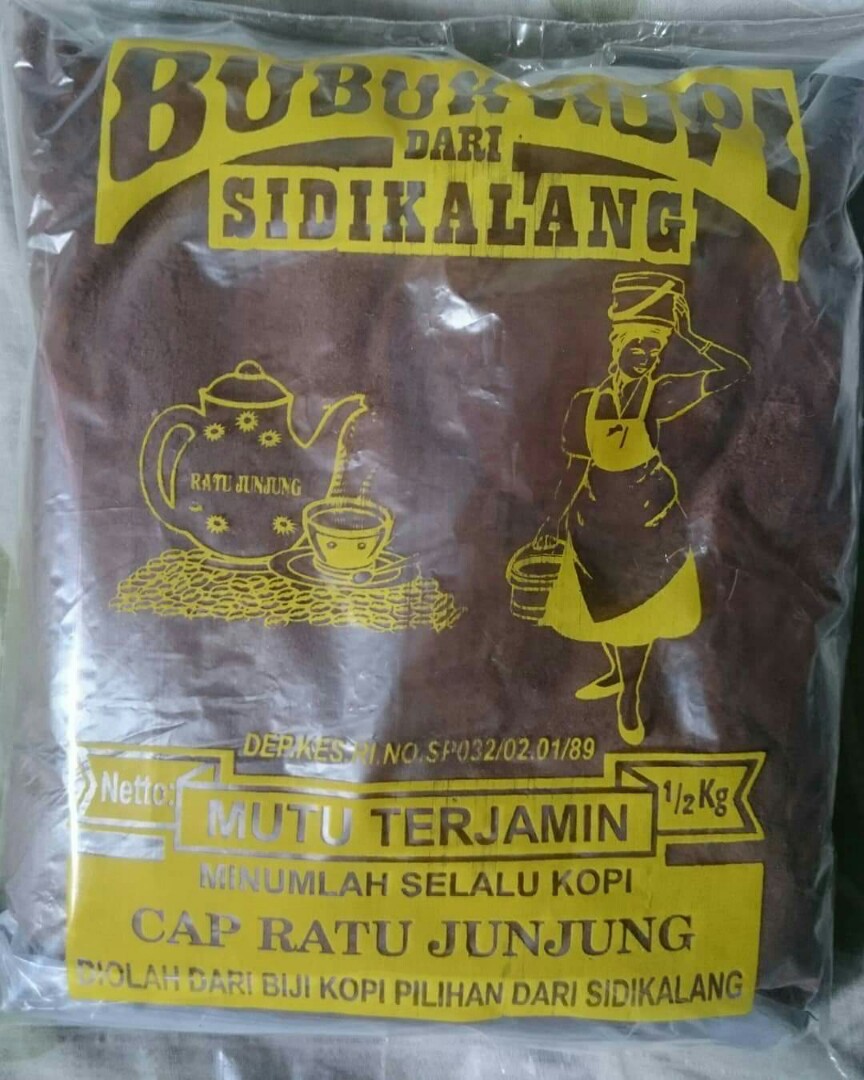 BUBUK KOPI
DARI
SIDIKALANG
RATU JUNJUNG
DEP.KES.RI.NO.SP032/02.01/89
Netto: 1/2 Kg
MUTU TERJAMIN
MINUMLAH SELALU KOPI
CAP RATU JUNJUNG
DIOLAH DARI BIJI KOPI PILIHAN DARI SIDIKALANG